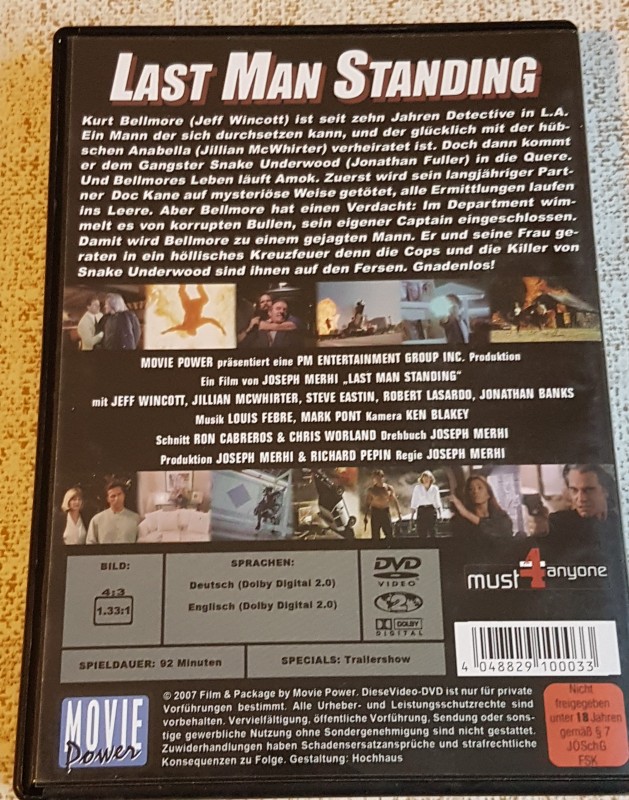 LAST MAN STANDING
Kurt Bellmore (Jeff Wincott) ist seit zehn Jahren Detective in L.A.
Ein Mann der sich durchsetzen kann, und der glücklich mit der hüb-
schen Anabella (Jillian McWhirter) verheiratet ist. Doch dann kommt
er dem Gangster Snake Underwood (Jonathan Fuller) in die Quere.
Und Bellmores Leben läuft Amok. Zuerst wird sein langjähriger Part-
ner Doc Kane auf mysteriöse Weise getötet, alle Ermittlungen laufen
ins Leere. Aber Bellmore hat einen Verdacht: Im Department wim-
melt es von korrupten Bullen, sein eigener Captain eingeschlossen.
Damit wird Bellmore zu einem gejagten Mann. Er und seine Frau ge-
raten in ein höllisches Kreuzfeuer denn die Cops und die Killer von
Snake Underwood sind ihnen auf den Fersen. Gnadenlos!
MOVIE POWER präsentiert eine PM ENTERTAINMENT GROUP INC. Produktion
Ein Film von JOSEPH MERHI „LAST MAN STANDING"
mit JEFF WINCOTT, JILLIAN MCWHIRTER, STEVE EASTIN, ROBERT LASARDO, JONATHAN BANKS
Musik LOUIS FEBRE, MARK PONT Kamera KEN BLAKEY
Schnitt RON CABREROS & CHRIS WORLAND Drehbuch JOSEPH MERHI
Produktion JOSEPH MERHI & RICHARD PEPIN Regie JOSEPH MERHI
BILD:
4:3
1.33:1
SPRACHEN:
Deutsch (Dolby Digital 2.0)
Englisch (Dolby Digital 2.0)
DVD
VIDEO
2
DOLBY
DIGITAL
must 4 anyone
SPIELDAUER: 92 Minuten
SPECIALS: Trailershow
4 048829 100033
MOVIE
Power
© 2007 Film & Package by Movie Power. DieseVideo-DVD ist nur für private
Vorführungen bestimmt. Alle Urheber- und Leistungsschutzrechte sind
vorbehalten. Vervielfältigung, öffentliche Vorführung, Sendung oder sons-
tige gewerbliche Nutzung ohne Sondergenehmigung sind nicht gestattet.
Zuwiderhandlungen haben Schadensersatzansprüche und strafrechtliche
Konsequenzen zu Folge. Gestaltung: Hochhaus
Nicht
freigegeben
unter 18 Jahren
gemäß § 7
JÖSchG
FSK